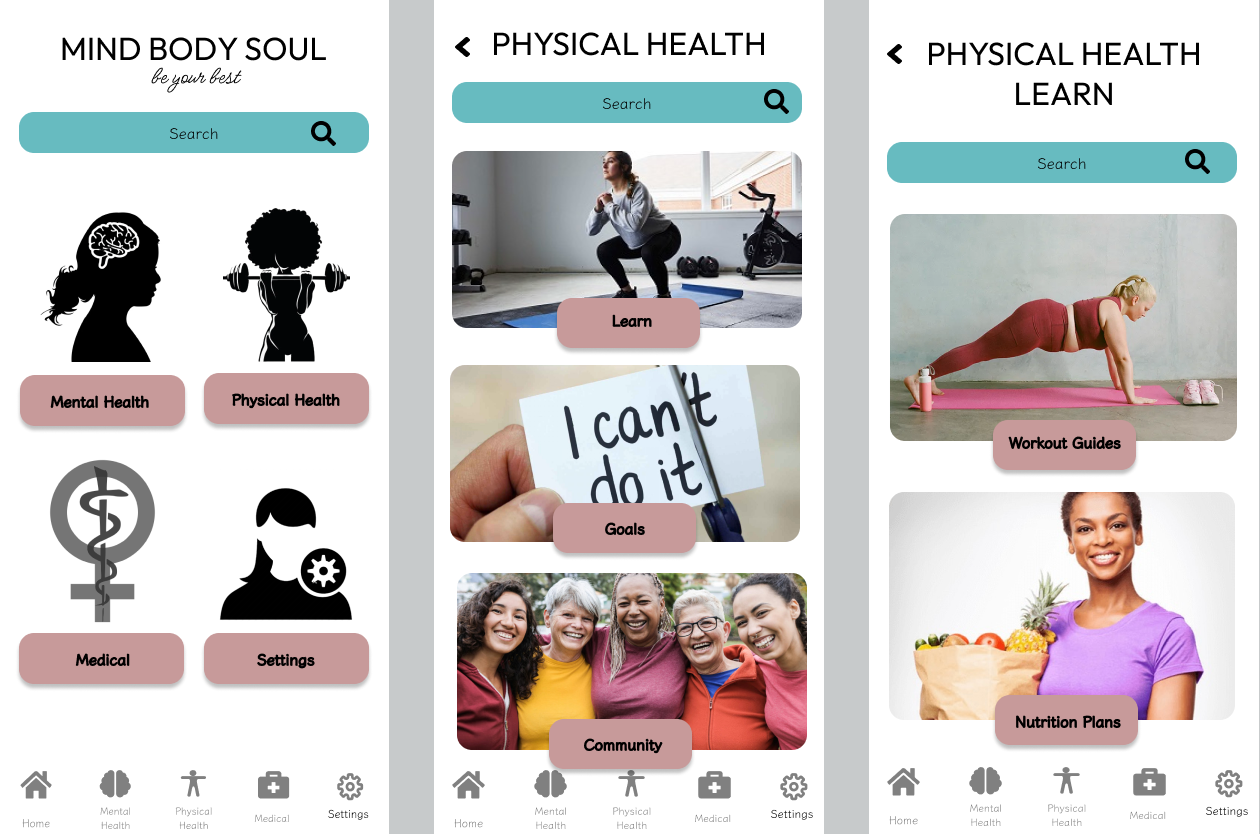 MIND BODY SOUL
be your best
Search
Mental Health
Physical Health
Medical
Settings
Home
Mental
Health
Physical
Health
Medical
Settings
PHYSICAL HEALTH
Search
Learn
I can't
do it
Goals
Community
Home
Mental
Health
Physical
Health
Medical
Settings
PHYSICAL HEALTH
LEARN
Search
Workout Guides
Nutrition Plans
Home
Mental
Health
Physical
Health
Medical
Settings